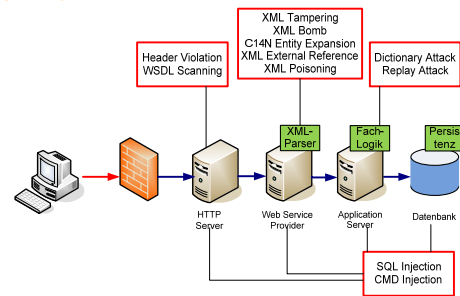 XML Tampering
XML Bomb
C14N Entity Expansion
XML External Reference
XML Poisoning
Header Violation
WSDL Scanning
Dictionary Attack
Replay Attack
XML-
Parser
Fach-
Logik
Persis
tenz
HTTP
Server
Web Service
Provider
Application
Server
Datenbank
SQL Injection
CMD Injection